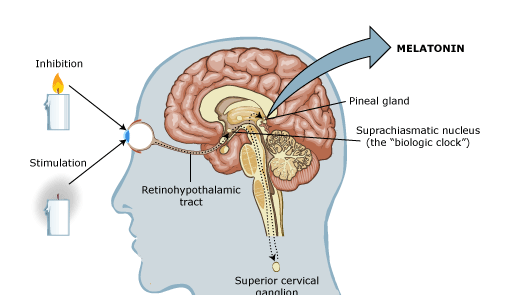 Inhibition
MELATONIN
Pineal gland
Suprachiasmatic nucleus
(the “biologic clock”)
Stimulation
Retinohypothalamic
tract
Superior cervical
ganglion